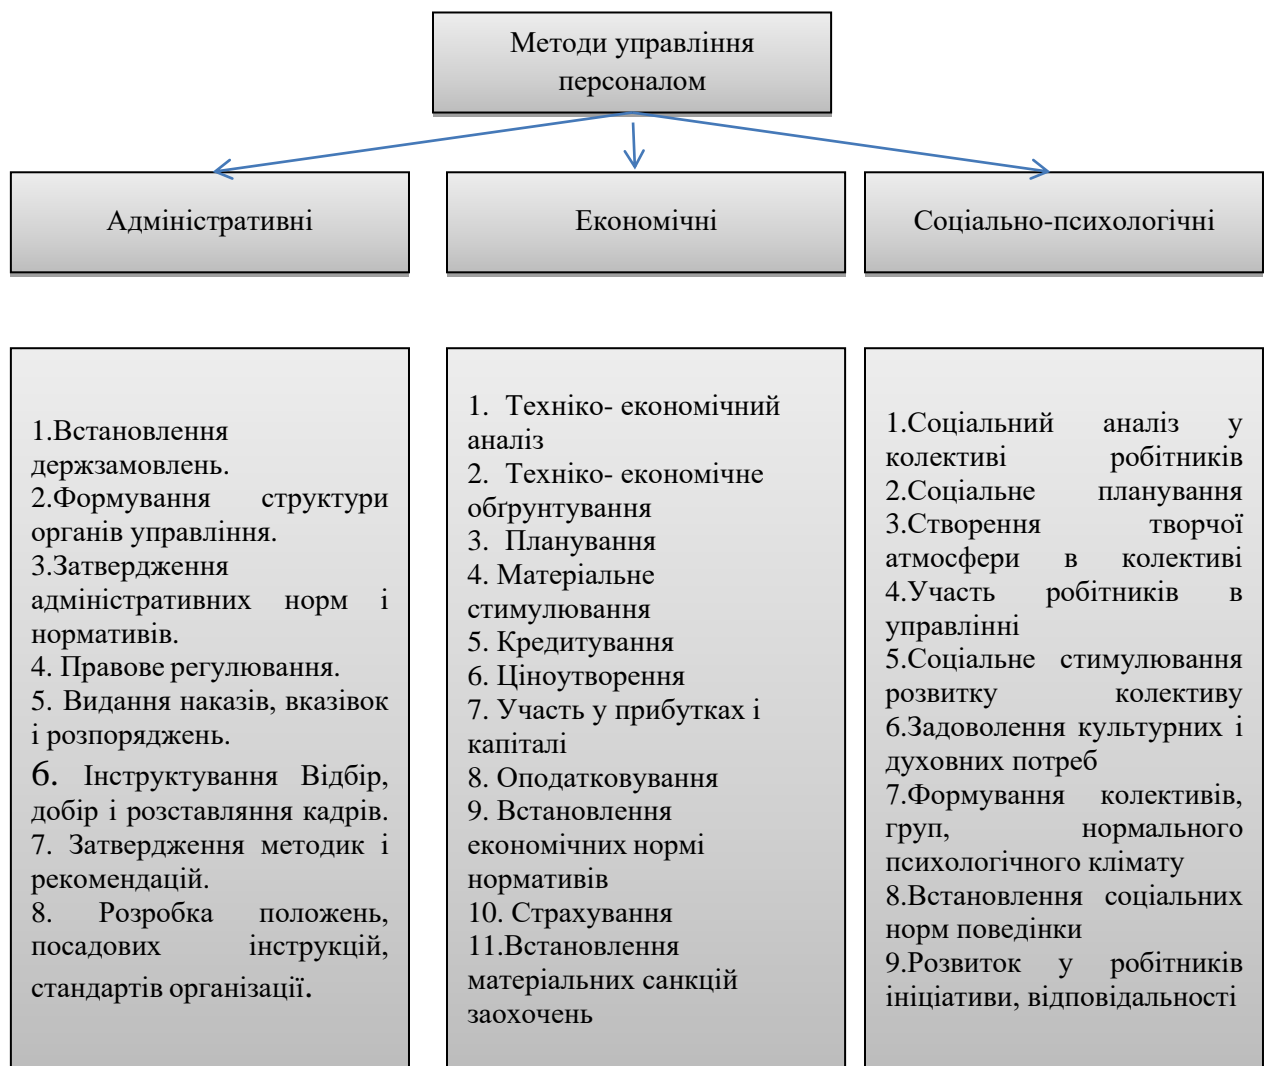 Методи управління
персоналом
Адміністративні
Економічні
Соціально-психологічні
1.Встановлення
держзамовлень.
2.Формування структури
органів управління.
3.Затвердження
адміністративних норм і
нормативів.
4. Правове регулювання.
5. Видання наказів, вказівок
і розпоряджень.
6. Інструктування Відбір,
добір і розставляння кадрів.
7. Затвердження методик і
рекомендацій.
8. Розробка положень,
посадових інструкцій,
стандартів організації.
1. Техніко- економічний
аналіз
2. Техніко- економічне
обґрунтування
3. Планування
4. Матеріальне
стимулювання
5. Кредитування
6. Ціноутворення
7. Участь у прибутках і
капіталі
8. Оподатковування
9. Встановлення
економічних нормі
нормативів
10. Страхування
11.Встановлення
матеріальних санкцій
заохочень
1.Соціальний аналіз у
колективі робітників
2.Соціальне планування
3.Створення творчої
атмосфери в колективі
4.Участь робітників в
управлінні
5.Соціальне стимулювання
розвитку колективу
6.Задоволення культурних і
духовних потреб
7.Формування колективів,
груп, нормального
психологічного клімату
8.Встановлення соціальних
норм поведінки
9.Розвиток у робітників
ініціативи, відповідальності